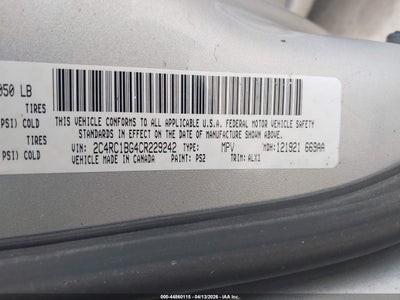 050 LB
TIRES
PSI) COLD
TIRES
PSI) COLD
THIS VEHICLE CONFORMS TO ALL APPLICABLE U.S.A. FEDERAL MOTOR VEHICLE SAFETY
STANDARDS IN EFFECT ON THE DATE OF MANUFACTURE SHOWN ABOVE.
VIN: 2C4RC1BG4CR229242 TYPE: MPV MDH: 121921 669AA
VEHICLE MADE IN CANADA PAINT: PS2 TRIM: ALX1
000-44860115 - 04/13/2026 - IAA Inc.